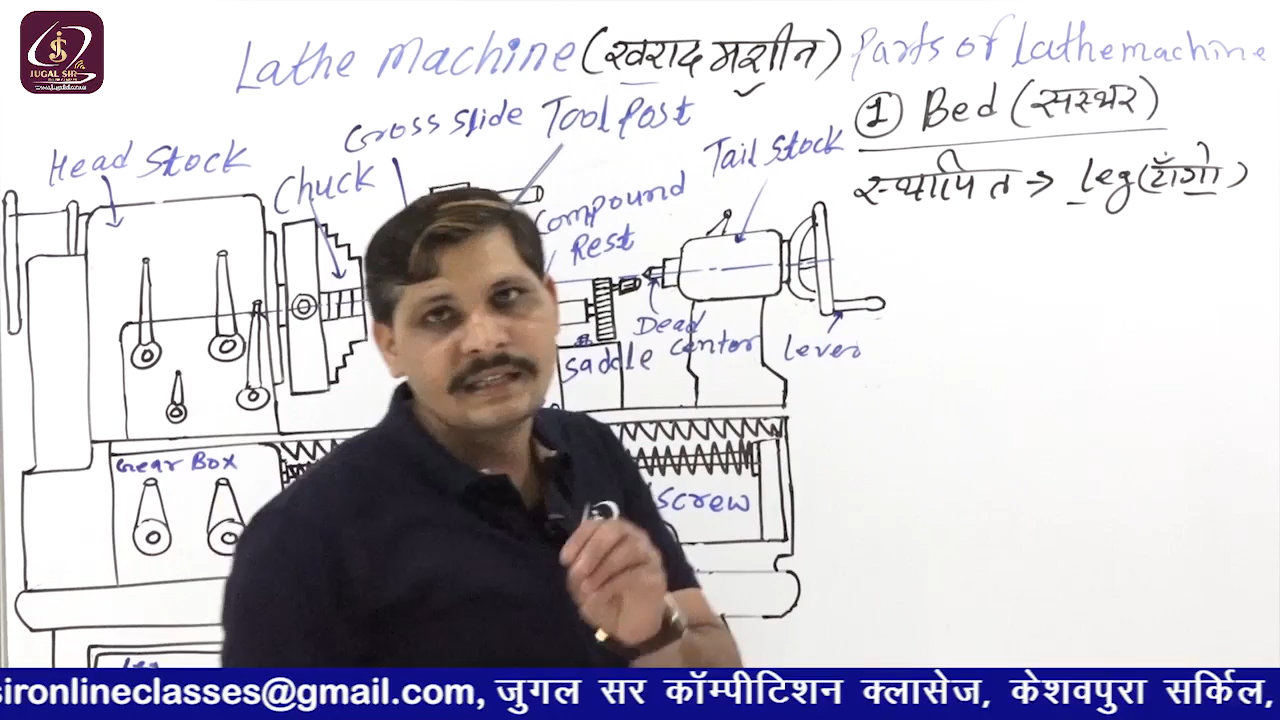 JUGAL SIR
Lathe Machine (खराद मशीन) Parts of Lathe machine
① Bed (सस्थर)
स्थापित → leg (टाँगो)
Head Stock
Chuck
Cross Slide
Tool Post
Compound
Rest
Tail Stock
Dead
center
Saddle
Lever
Gear Box
screw
sironlineclasses@gmail.com, जुगल सर कॉम्पीटिशन क्लासेज, केशवपुरा सर्किल,